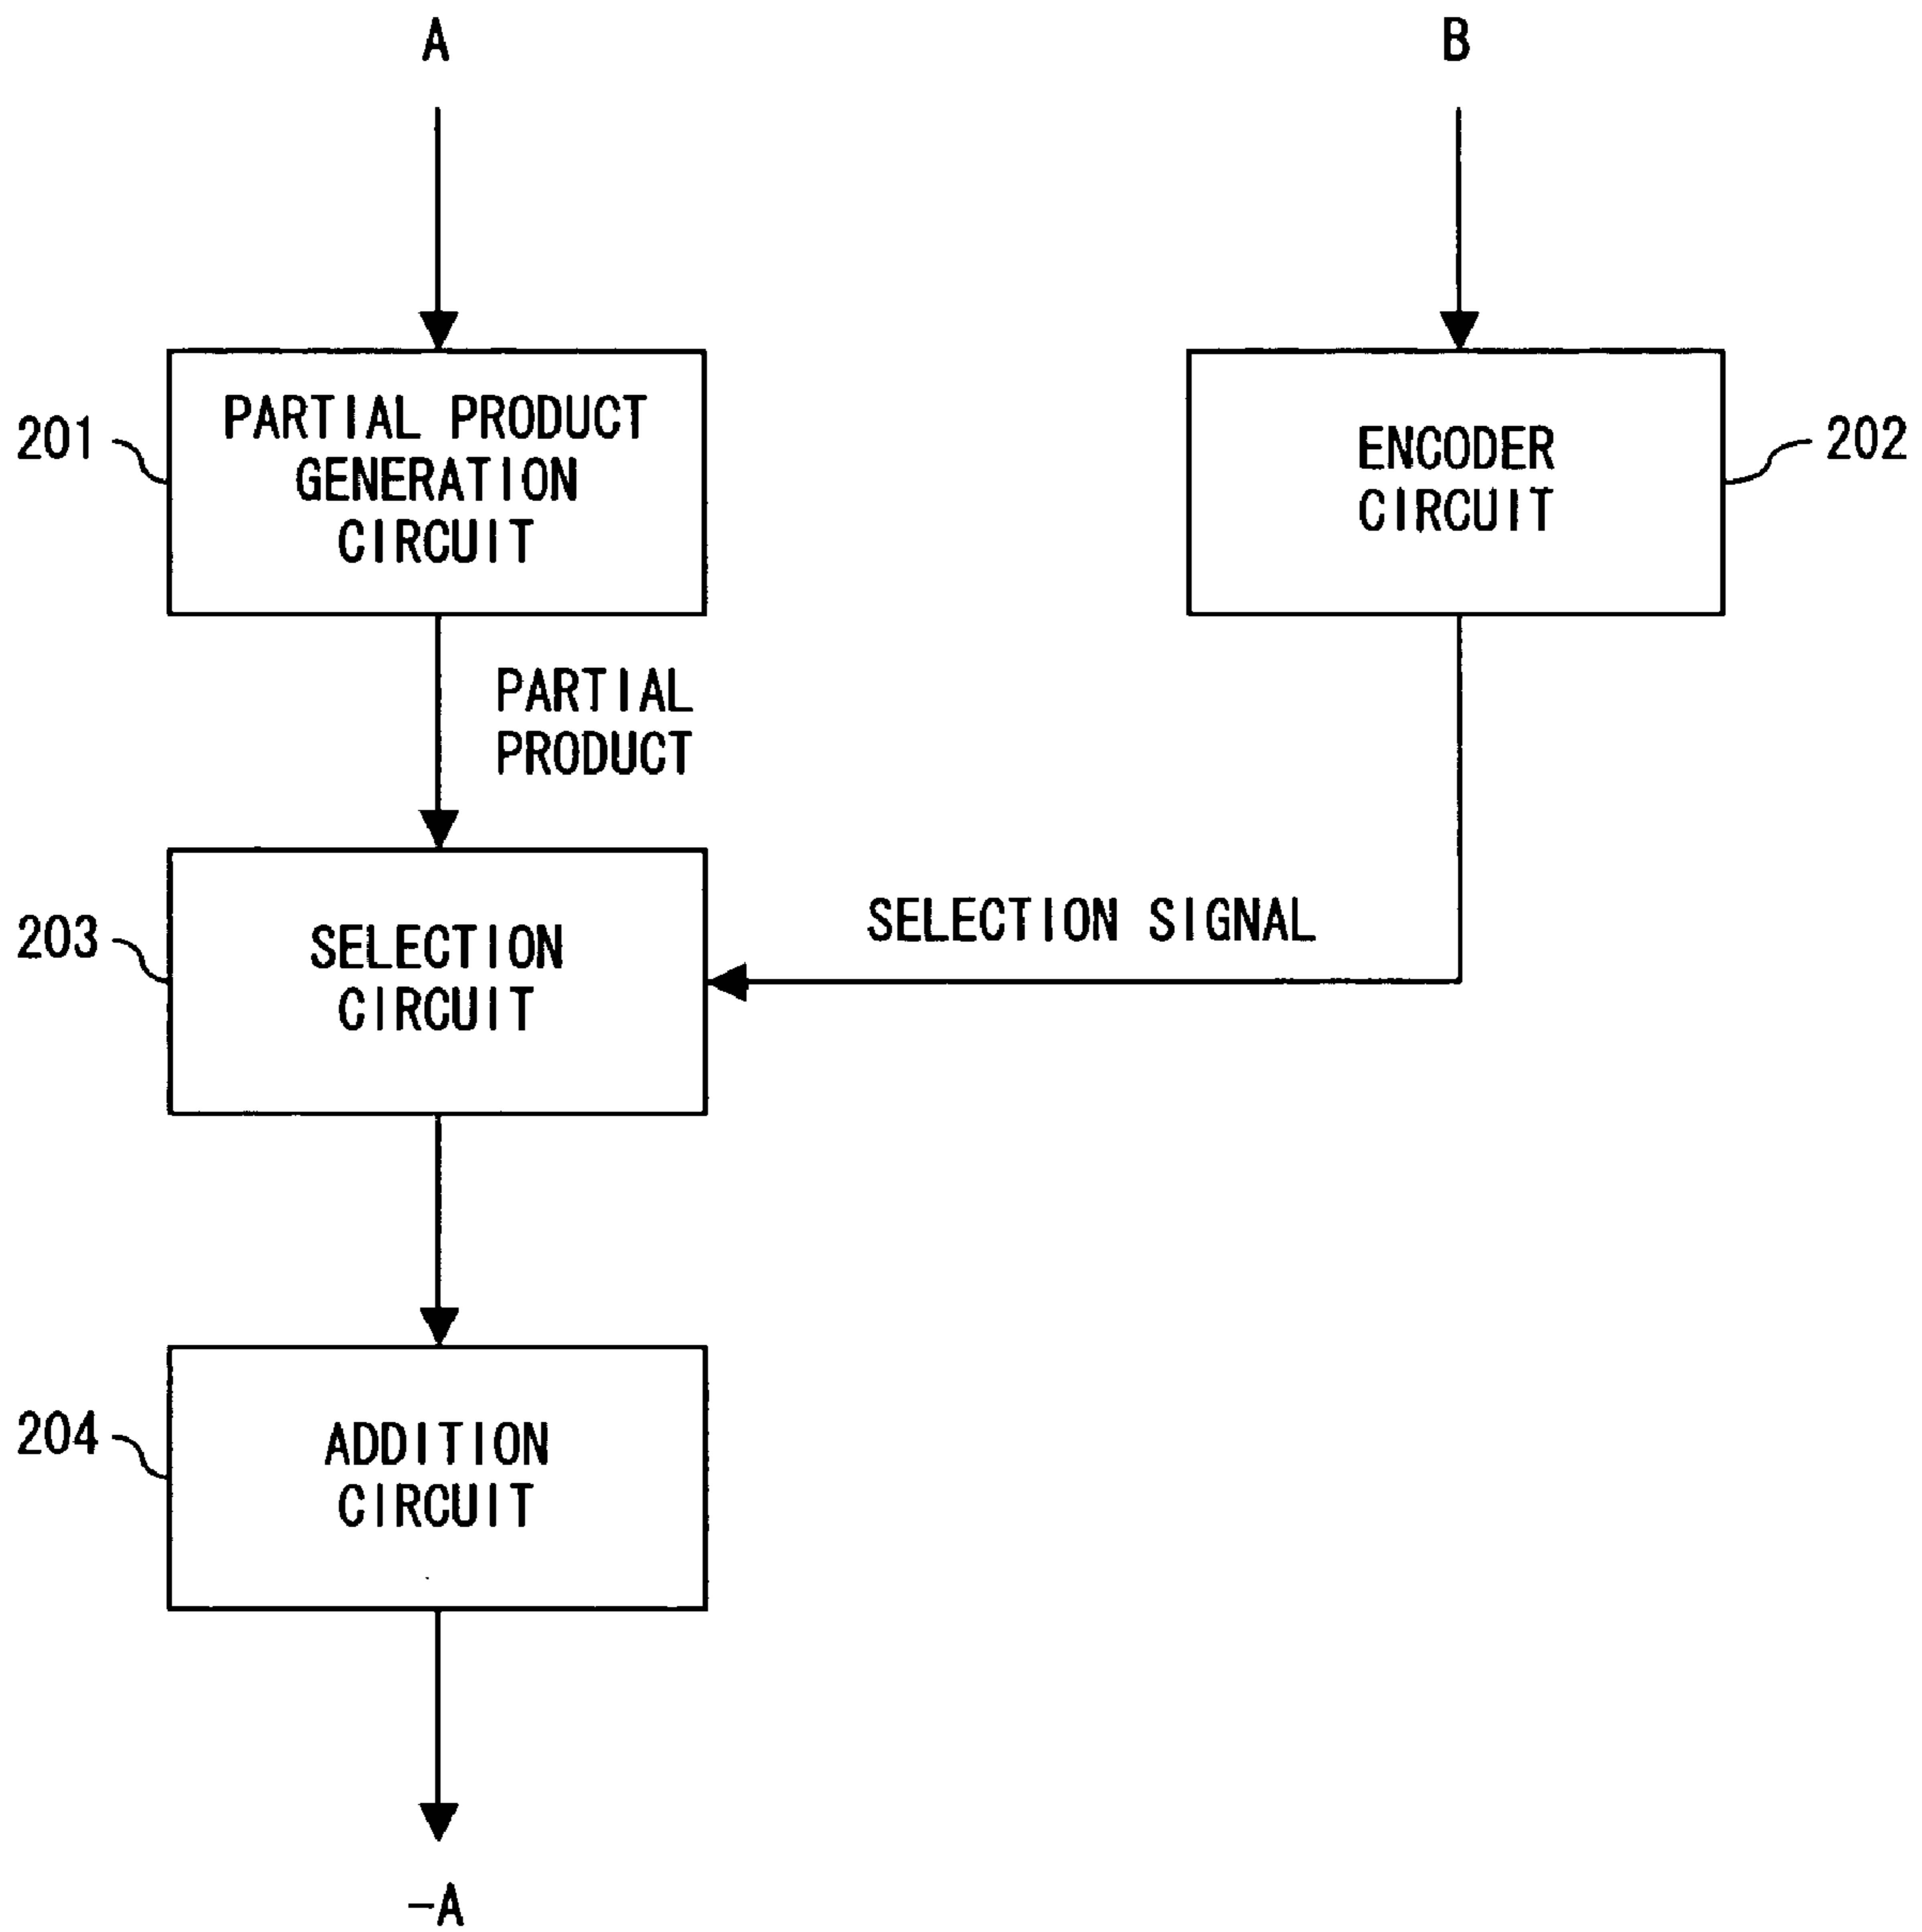 A
B
PARTIAL PRODUCT
GENERATION
CIRCUIT
201
ENCODER
CIRCUIT
202
PARTIAL
PRODUCT
SELECTION SIGNAL
203
SELECTION
CIRCUIT
204
ADDITION
CIRCUIT
-A